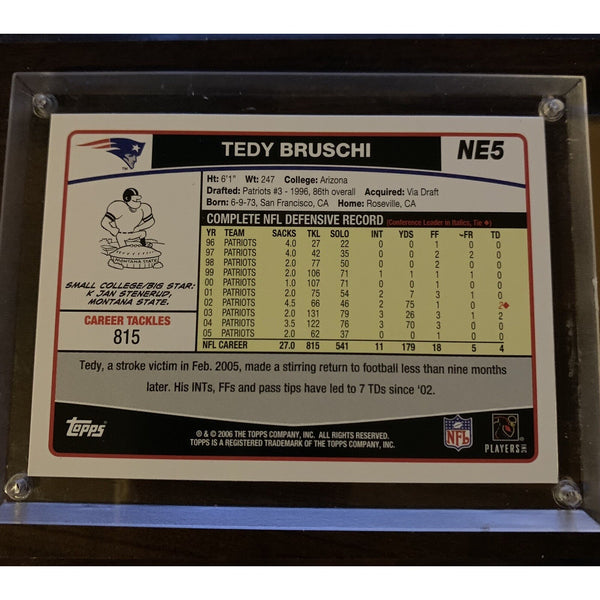 TEDY BRUSCHI
NE5
Ht: 6'1" Wt: 247 College: Arizona
Drafted: Patriots #3 - 1996, 86th overall Acquired: Via Draft
Born: 6-9-73, San Francisco, CA Home: Roseville, CA
COMPLETE NFL DEFENSIVE RECORD (Conference Leader in Italics, Tie ♦)
YR TEAM SACKS TKL SOLO INT YDS FF ~FR TD
96 PATRIOTS 4.0 27 22 0 0 1 0 0
97 PATRIOTS 4.0 42 35 0 0 2 2 0
98 PATRIOTS 2.0 77 50 0 0 0 0 0
99 PATRIOTS 2.0 106 71 1 1 0 1 0
00 PATRIOTS 1.0 107 71 0 0 0 0 0
01 PATRIOTS 2.0 75 54 2 7 3 1 0
02 PATRIOTS 4.5 66 46 2 75 1 0 2♦
03 PATRIOTS 2.0 131 79 3 26 3 1 2
04 PATRIOTS 3.5 122 76 3 70 3 0 0
05 PATRIOTS 2.0 62 37 0 0
NFL CAREER 27.0 815 541 11 179 18 5 4
MONTANA STATE
SMALL COLLEGE/BIG STAR:
K JAN STENERUD,
MONTANA STATE.
CAREER TACKLES
815
Tedy, a stroke victim in Feb. 2005, made a stirring return to football less than nine months
later. His INTs, FFs and pass tips have led to 7 TDs since '02.
Topps
® & © 2006 THE TOPPS COMPANY, INC. ALL RIGHTS RESERVED.
TOPPS IS A REGISTERED TRADEMARK OF THE TOPPS COMPANY, INC.
NFL
PLAYERS INC